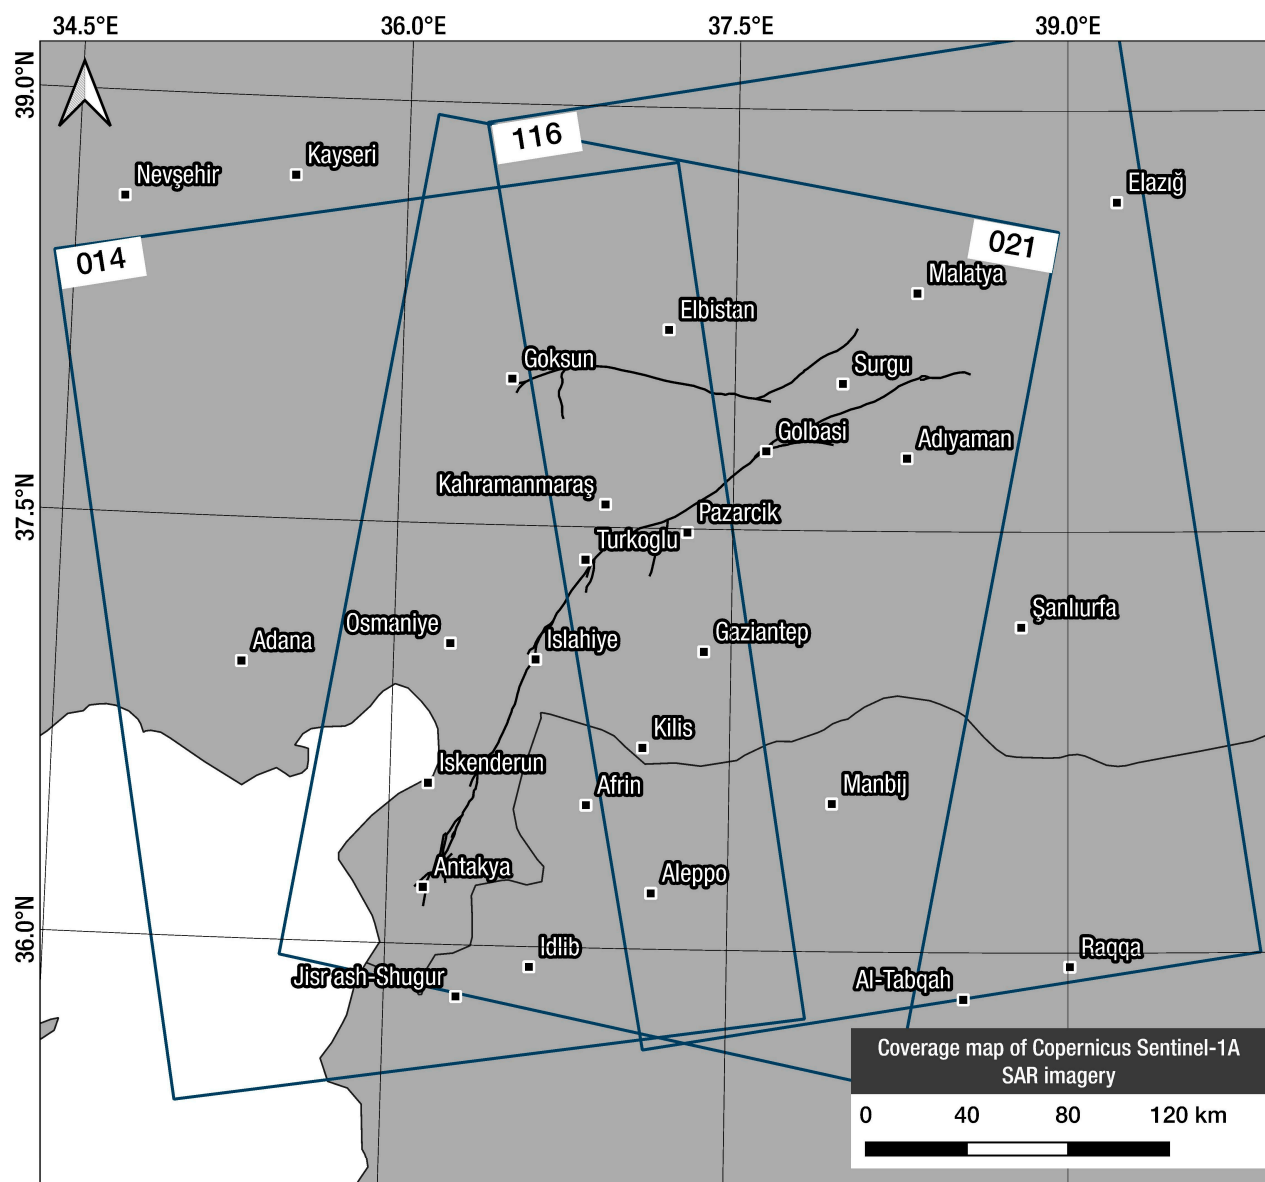 34.5°E 36.0°E 37.5°E 39.0°E
39.0°N
116
Kayseri
Nevşehir
Elazığ
014
021
Malatya
Elbistan
Goksun
Surgu
Golbasi
Adıyaman
Kahramanmaraş
37.5°N
Pazarcik
Turkoglu
Şanlıurfa
Osmaniye
Adana
Islahiye
Gaziantep
Kilis
Iskenderun
Afrin
Manbij
Antakya
Aleppo
36.0°N
Idlib
Raqqa
Jisr ash-Shugur
Al-Tabqah
Coverage map of Copernicus Sentinel-1A
SAR imagery
0 40 80 120 km